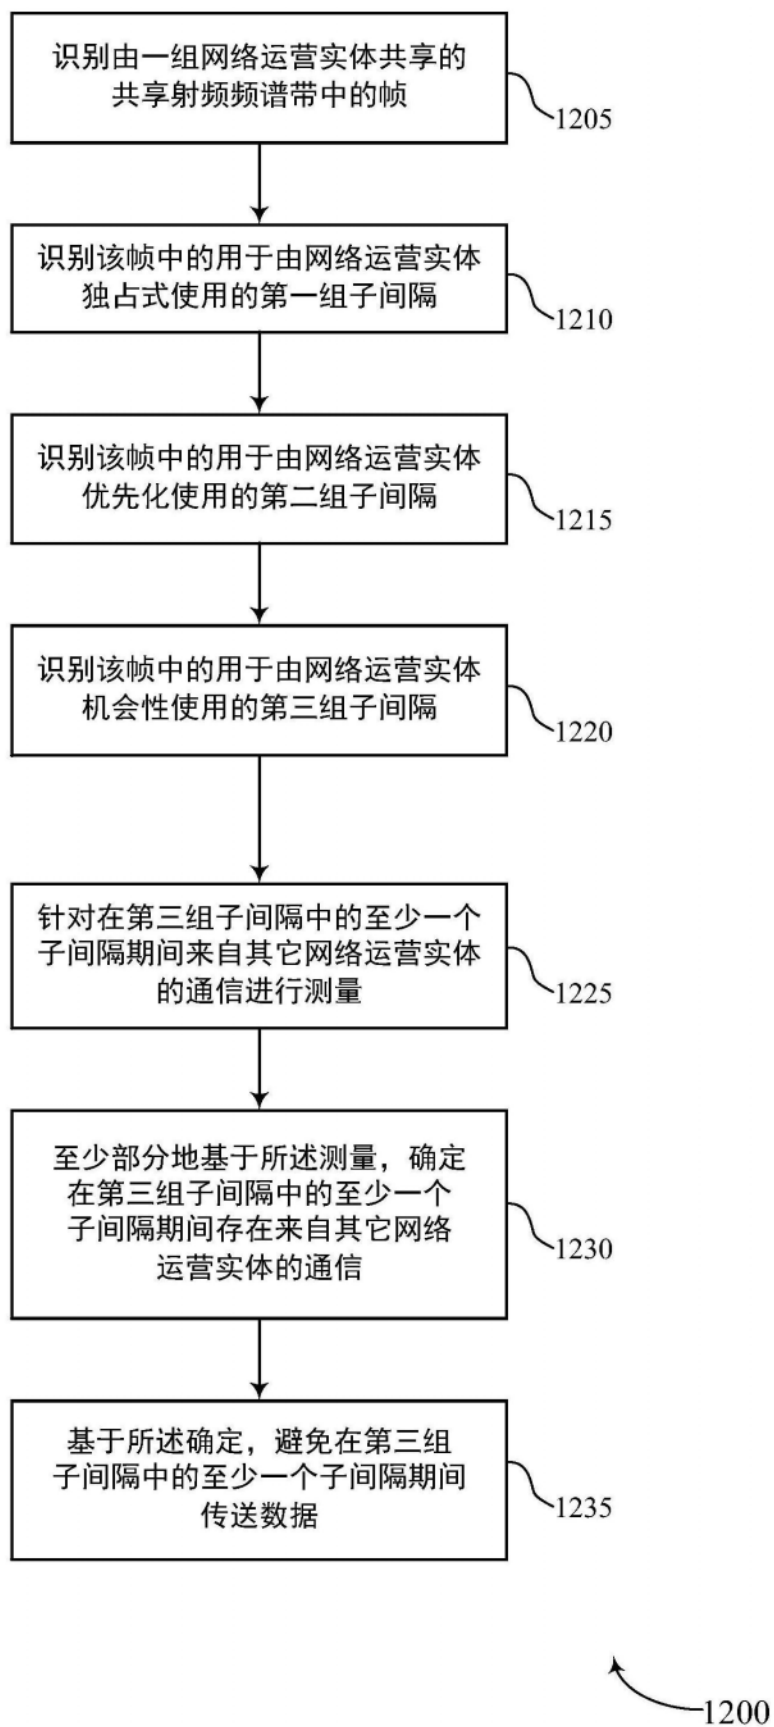 识别由一组网络运营实体共享的
共享射频频谱带中的帧
1205
识别该帧中的用于由网络运营实体
独占式使用的第一组子间隔
1210
识别该帧中的用于由网络运营实体
优先化使用的第二组子间隔
1215
识别该帧中的用于由网络运营实体
机会性使用的第三组子间隔
1220
针对在第三组子间隔中的至少一个
子间隔期间来自其它网络运营实体
的通信进行测量
1225
至少部分地基于所述测量，确定
在第三组子间隔中的至少一个
子间隔期间存在来自其它网络
运营实体的通信
1230
基于所述确定，避免在第三组
子间隔中的至少一个子间隔期间
传送数据
1235
1200